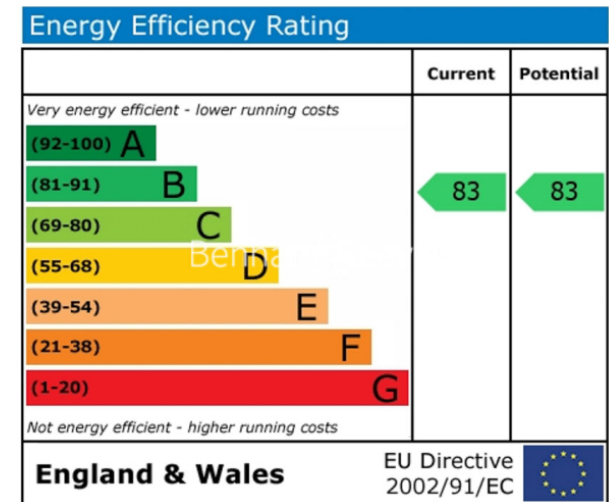 Energy Efficiency Rating
Current Potential
Very energy efficient - lower running costs
(92-100) A
(81-91) B 83 83
(69-80) C
(55-68) D
(39-54) E
(21-38) F
(1-20) G
Not energy efficient - higher running costs
England & Wales
EU Directive
2002/91/EC